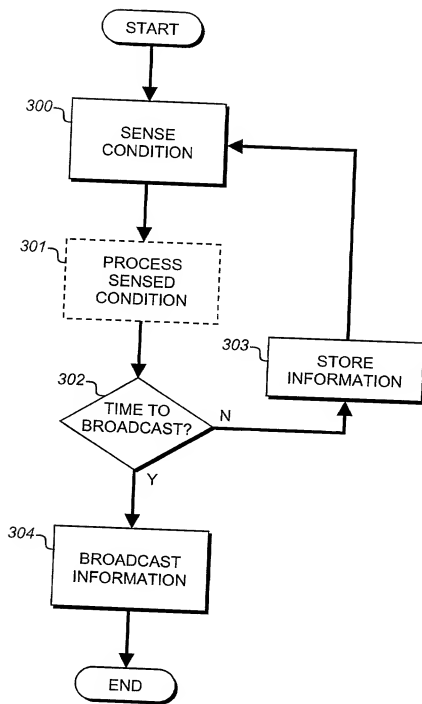 START
300
SENSE
CONDITION
301
PROCESS
SENSED
CONDITION
302
TIME TO
BROADCAST?
N
303
STORE
INFORMATION
Y
304
BROADCAST
INFORMATION
END